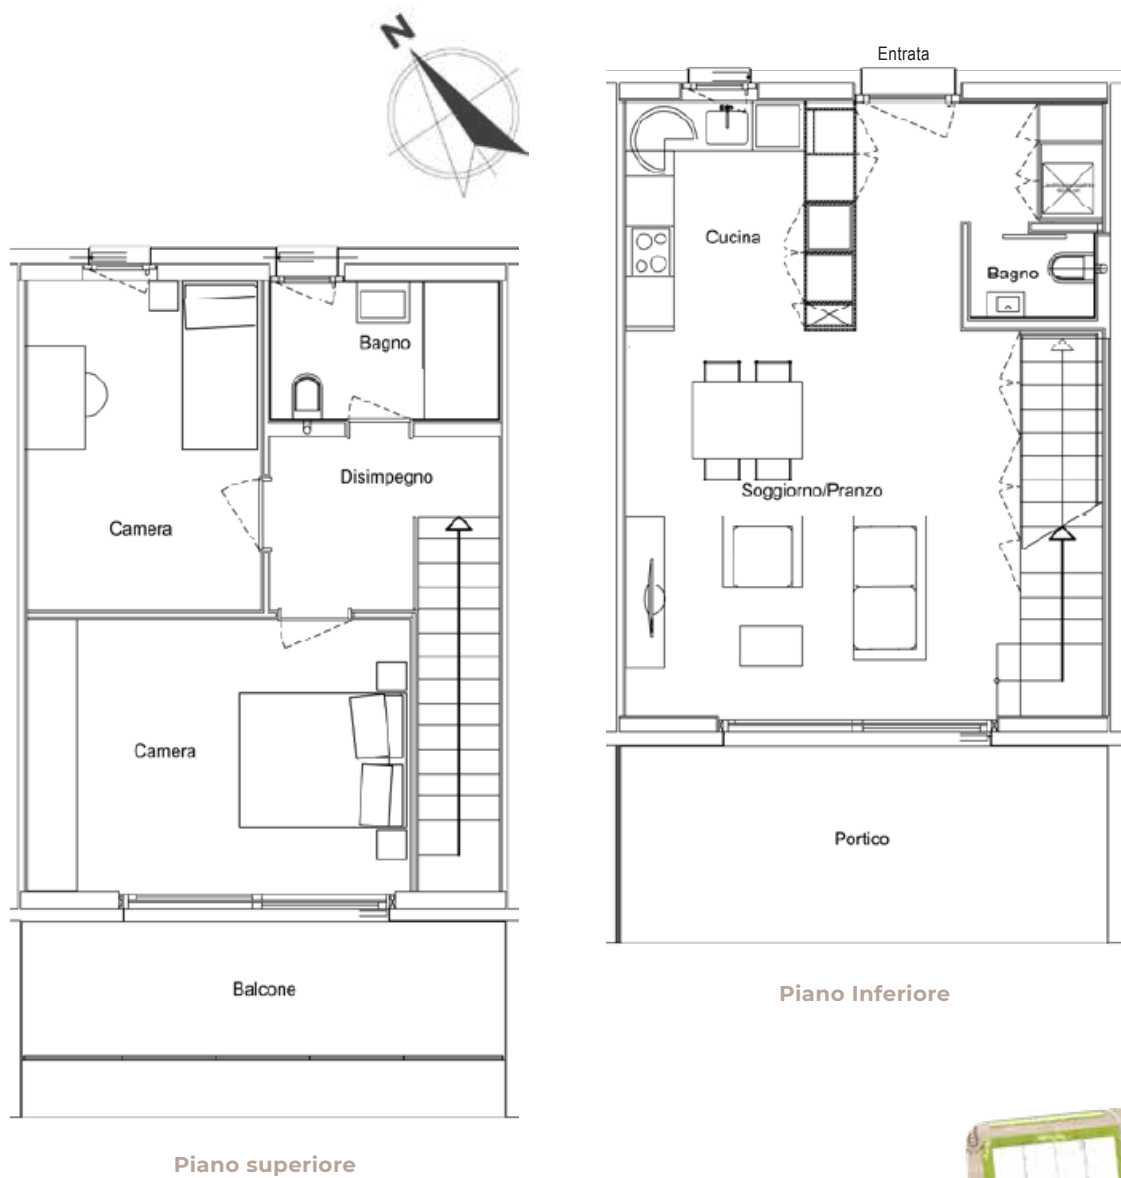 N
Entrata
Cucina
Bagno
Bagno
Disimpegno
Soggiorno/Pranzo
Camera
Camera
Portico
Balcone
Piano Inferiore
Piano superiore